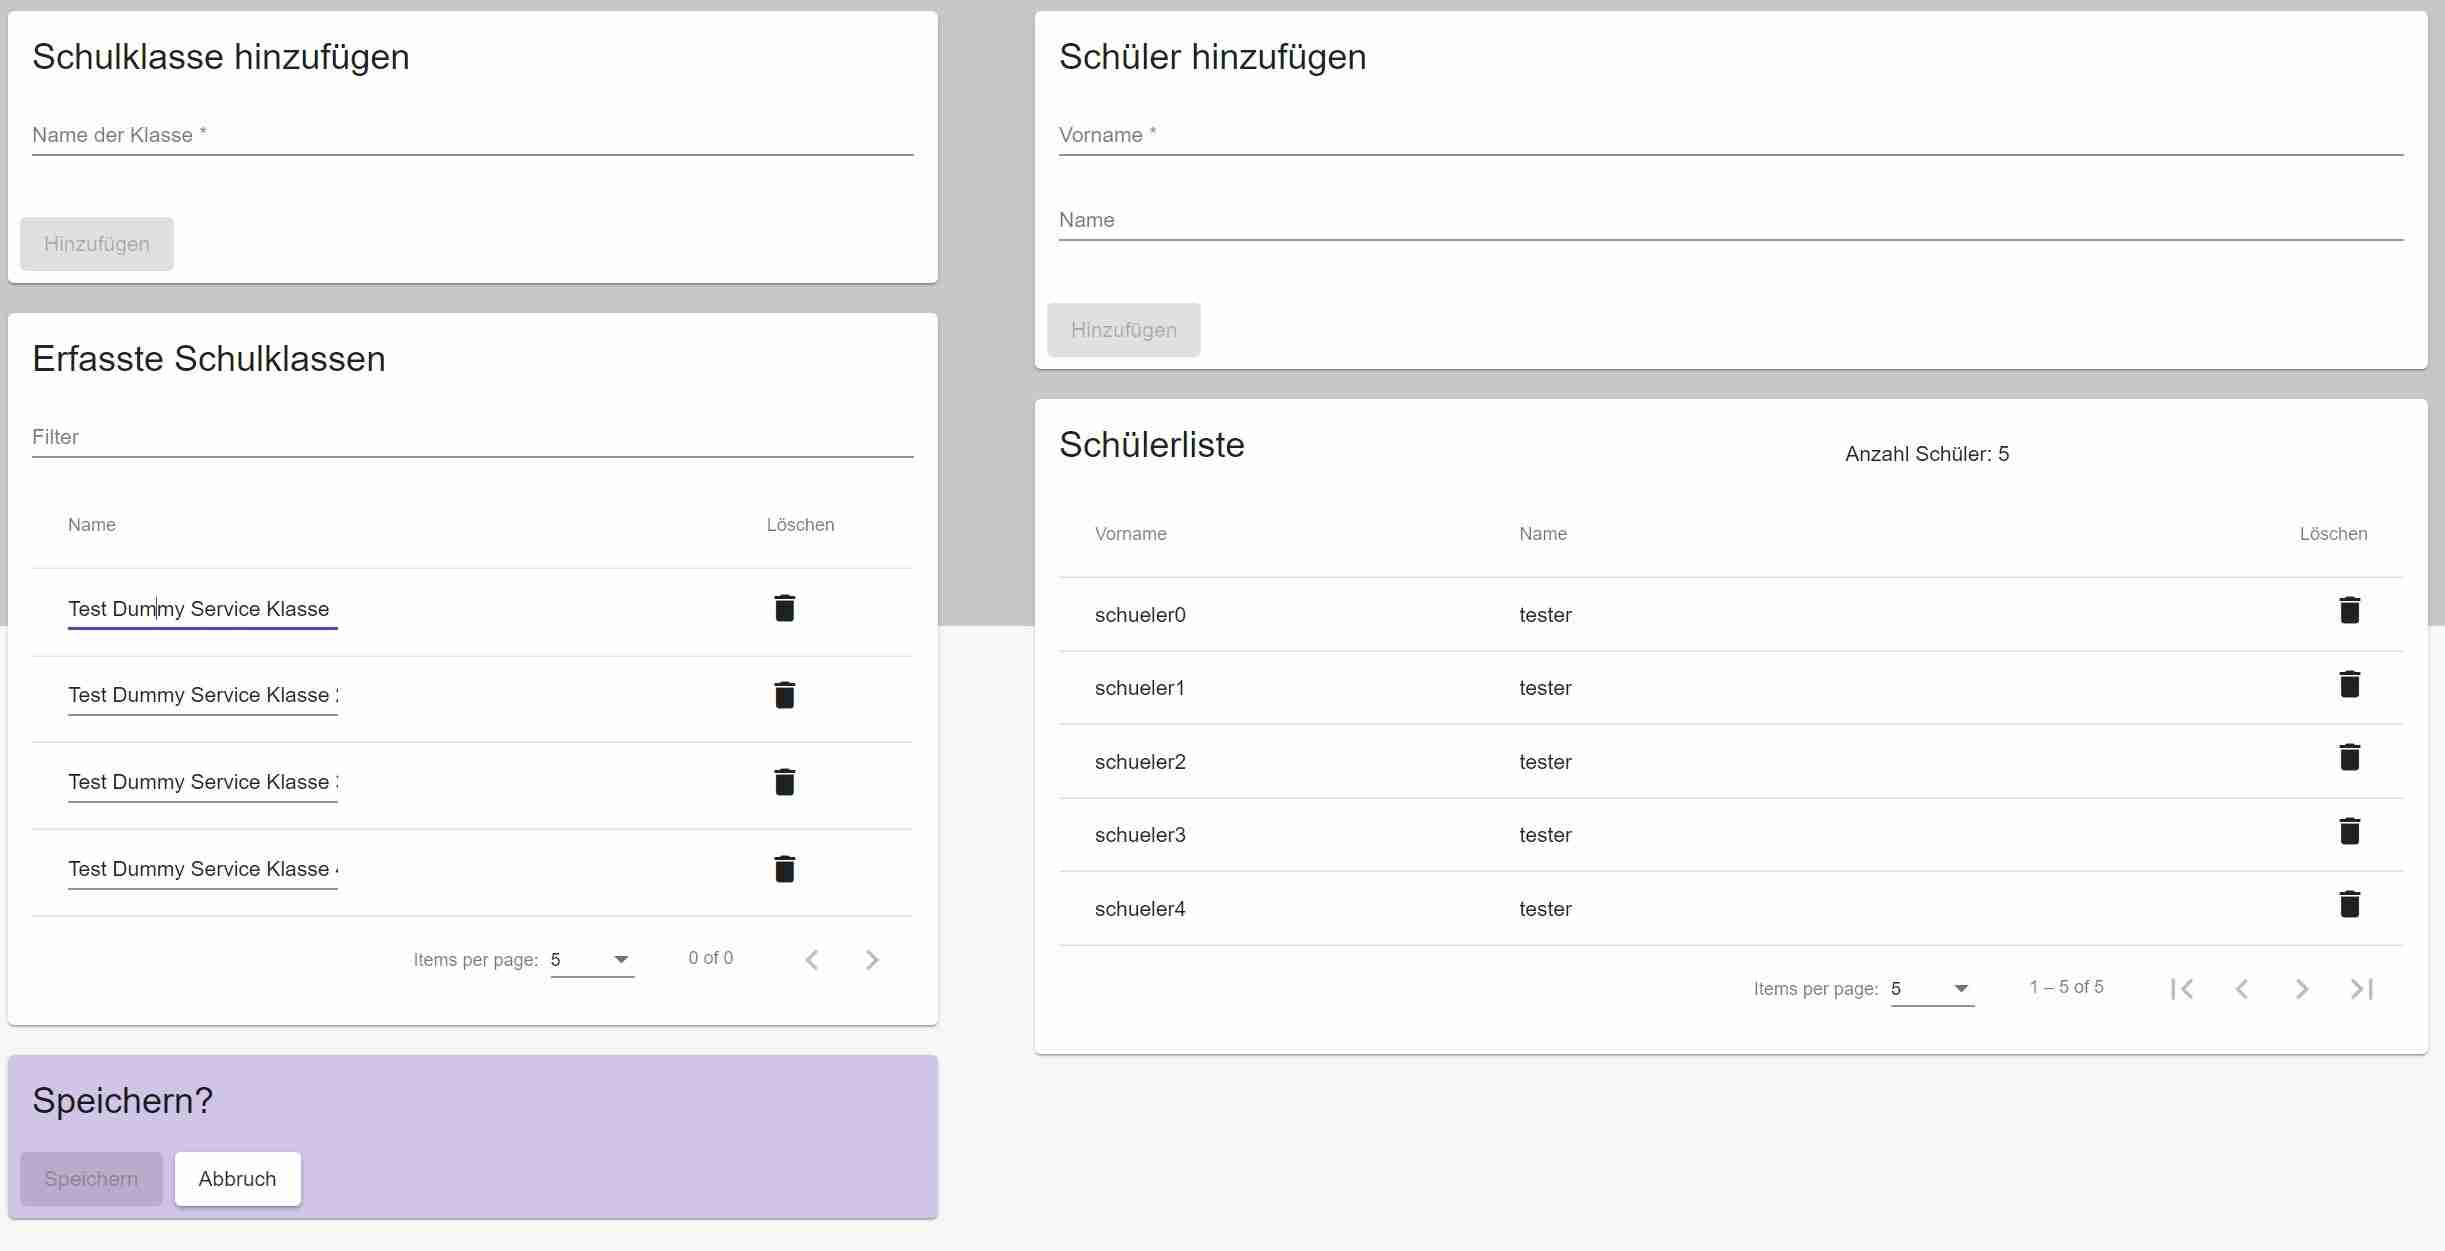 Schulklasse hinzufügen
Name der Klasse *
Hinzufügen
Erfasste Schulklassen
Filter
Name Löschen
Test Dummy Service Klasse
Test Dummy Service Klasse
Test Dummy Service Klasse
Test Dummy Service Klasse
Items per page: 5 0 of 0
Speichern?
Speichern Abbruch
Schüler hinzufügen
Vorname *
Name
Hinzufügen
Schülerliste Anzahl Schüler: 5
Vorname Name Löschen
schueler0 tester
schueler1 tester
schueler2 tester
schueler3 tester
schueler4 tester
Items per page: 5 1 – 5 of 5